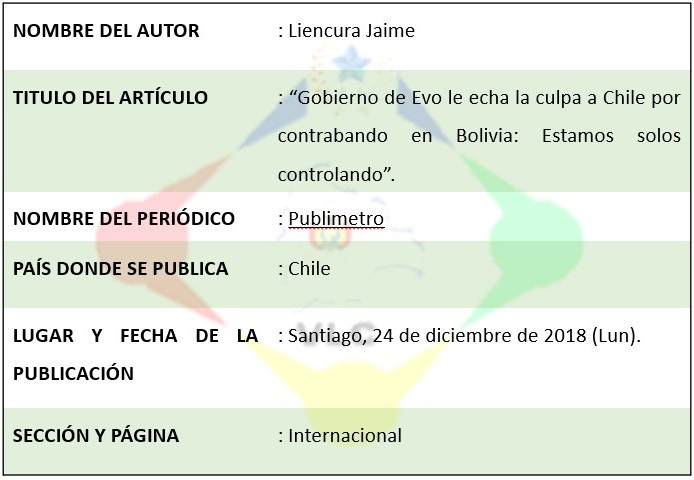 NOMBRE DEL AUTOR : Liencura Jaime
TITULO DEL ARTÍCULO : “Gobierno de Evo le echa la culpa a Chile por
contrabando en Bolivia: Estamos solos
controlando”.
NOMBRE DEL PERIÓDICO : Publimetro
PAÍS DONDE SE PUBLICA : Chile
LUGAR Y FECHA DE LA : Santiago, 24 de diciembre de 2018 (Lun).
PUBLICACIÓN
SECCIÓN Y PÁGINA : Internacional
VLC